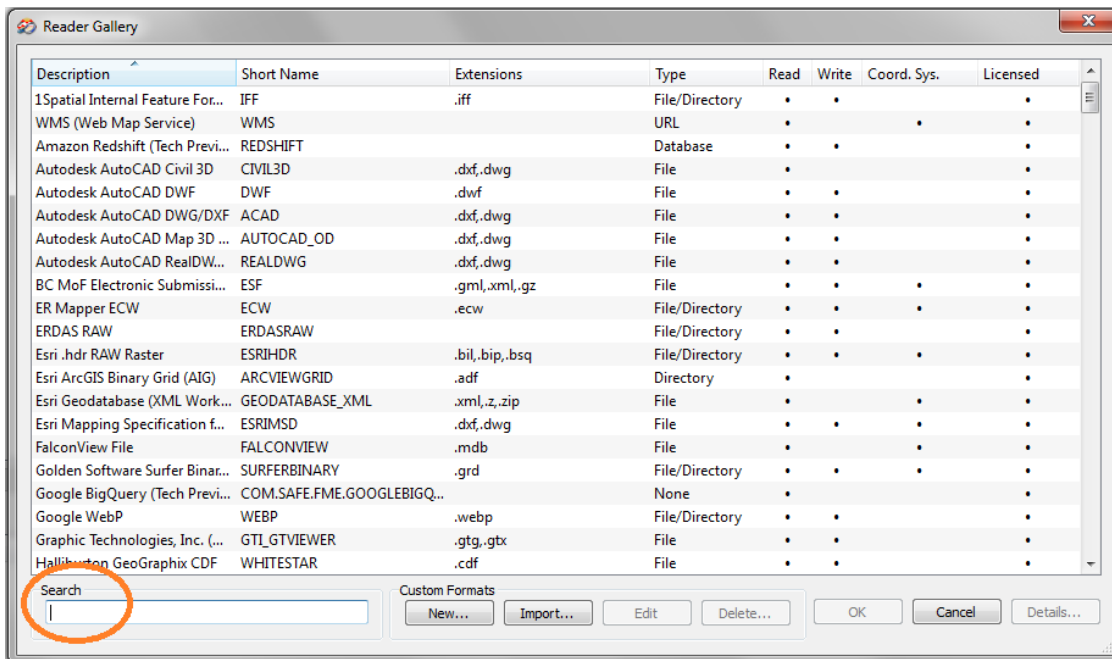 Reader Gallery
Description Short Name Extensions Type Read Write Coord. Sys. Licensed
1Spatial Internal Feature For... IFF .iff File/Directory • • •
WMS (Web Map Service) WMS URL • • •
Amazon Redshift (Tech Previ... REDSHIFT Database • • •
Autodesk AutoCAD Civil 3D CIVIL3D .dxf,.dwg File • •
Autodesk AutoCAD DWF DWF .dwf File • • •
Autodesk AutoCAD DWG/DXF ACAD .dxf,.dwg File • • •
Autodesk AutoCAD Map 3D ... AUTOCAD_OD .dxf,.dwg File • • •
Autodesk AutoCAD RealDW... REALDWG .dxf,.dwg File • • •
BC MoF Electronic Submissi... ESF .gml,.xml,.gz File • • • •
ER Mapper ECW ECW .ecw File/Directory • • • •
ERDAS RAW ERDASRAW File/Directory • • •
Esri .hdr RAW Raster ESRIHDR .bil,.bip,.bsq File/Directory • • • •
Esri ArcGIS Binary Grid (AIG) ARCVIEWGRID .adf Directory • •
Esri Geodatabase (XML Work... GEODATABASE_XML .xml,.z,.zip File • • •
Esri Mapping Specification f... ESRIMSD .dxf,.dwg File • • • •
FalconView File FALCONVIEW .mdb File • • •
Golden Software Surfer Binar... SURFERBINARY .grd File/Directory • • • •
Google BigQuery (Tech Previ... COM.SAFE.FME.GOOGLEBIGQ... None • •
Google WebP WEBP .webp File/Directory • • •
Graphic Technologies, Inc. (... GTI_GTVIEWER .gtg,.gtx File • • •
Halliburton GeoGraphix CDF WHITESTAR .cdf File • • •
Search Custom Formats
New... Import... Edit Delete... OK Cancel Details...